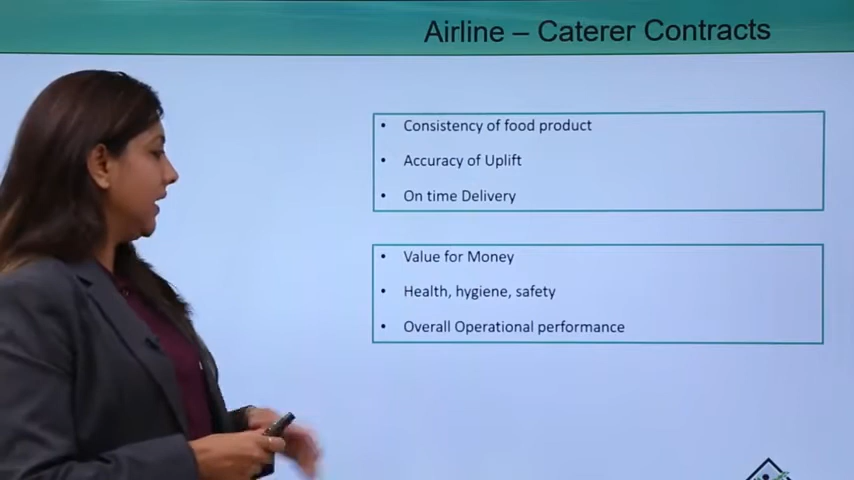 Airline – Caterer Contracts
• Consistency of food product
• Accuracy of Uplift
• On time Delivery
• Value for Money
• Health, hygiene, safety
• Overall Operational performance